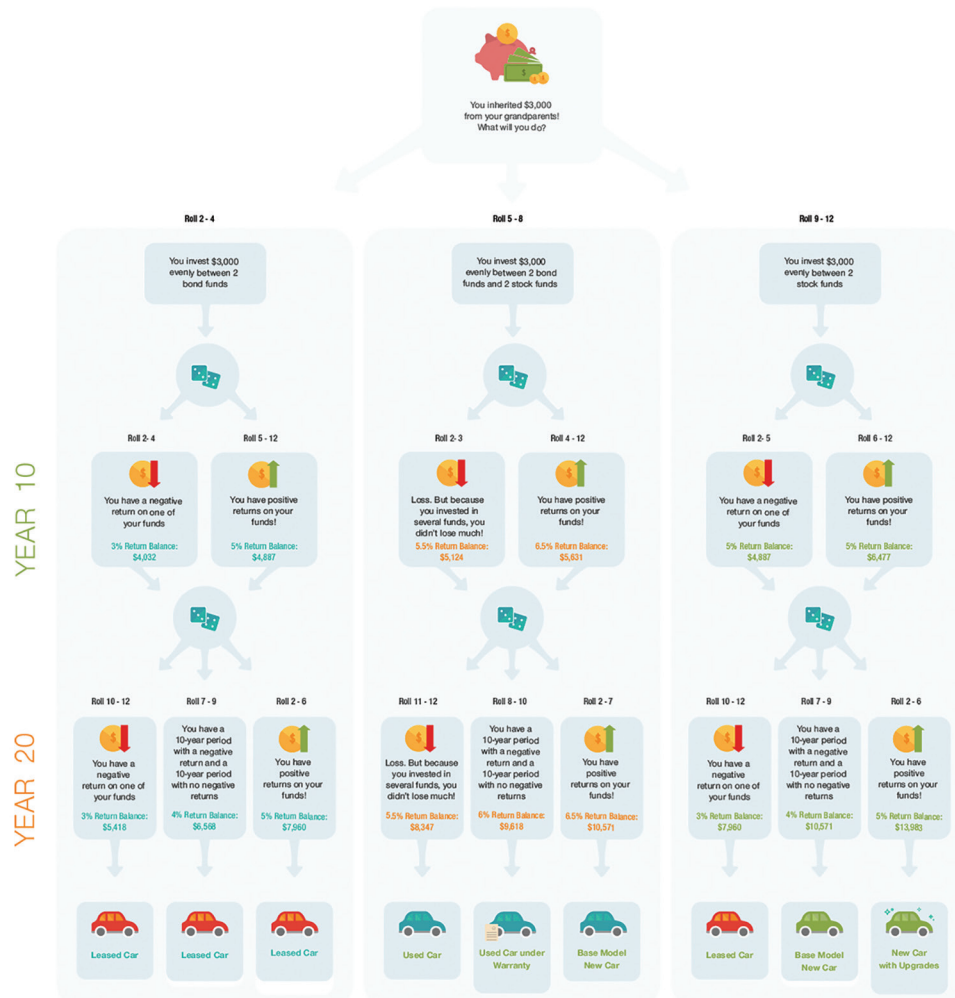 You inherited $3,000
from your grandparents!
What will you do?
Roll 2 - 4
Roll 5 - 8
Roll 9 - 12
You invest $3,000
evenly between 2
bond funds
You invest $3,000
evenly between 2 bond
funds and 2 stock funds
You invest $3,000
evenly between 2
stock funds
YEAR 10
Roll 2- 4
Roll 5 - 12
Roll 2 - 3
Roll 4 - 12
Roll 2- 5
Roll 6 - 12
You have a negative
return on one of
your funds
3% Return Balance:
$4,032
You have positive
returns on your
funds!
5% Return Balance:
$4,887
Loss. But because
you invested in
several funds, you
didn't lose much!
5.5% Return Balance:
$5,124
You have positive
returns on your
funds!
6.5% Return Balance:
$5,631
You have a negative
return on one of
your funds
5% Return Balance:
$4,887
You have positive
returns on your
funds!
5% Return Balance:
$6,477
YEAR 20
Roll 10 - 12
Roll 7 - 9
Roll 2 - 6
Roll 11 - 12
Roll 8 - 10
Roll 2 - 7
Roll 10 - 12
Roll 7 - 9
Roll 2 - 6
You have a
negative
return on one of
your funds
3% Return Balance:
$5,418
You have a
10-year period
with a negative
return and a
10-year period
with no negative
returns
4% Return Balance:
$6,568
You have
positive
returns on your
funds!
5% Return Balance:
$7,960
Loss. But because
you invested in
several funds, you
didn't lose much!
5.5% Return Balance:
$8,347
You have a
10-year period
with a negative
return and a
10-year period
with no negative
returns
6% Return Balance:
$9,618
You have
positive
returns on your
funds!
6.5% Return Balance:
$10,571
You have a
negative
return on one of
your funds
3% Return Balance:
$7,960
You have a
10-year period
with a negative
return and a
10-year period
with no negative
returns
4% Return Balance:
$10,571
You have
positive
returns on your
funds!
5% Return Balance:
$13,983
Leased Car
Leased Car
Leased Car
Used Car
Used Car under
Warranty
Base Model
New Car
Leased Car
Base Model
New Car
New Car
with Upgrades